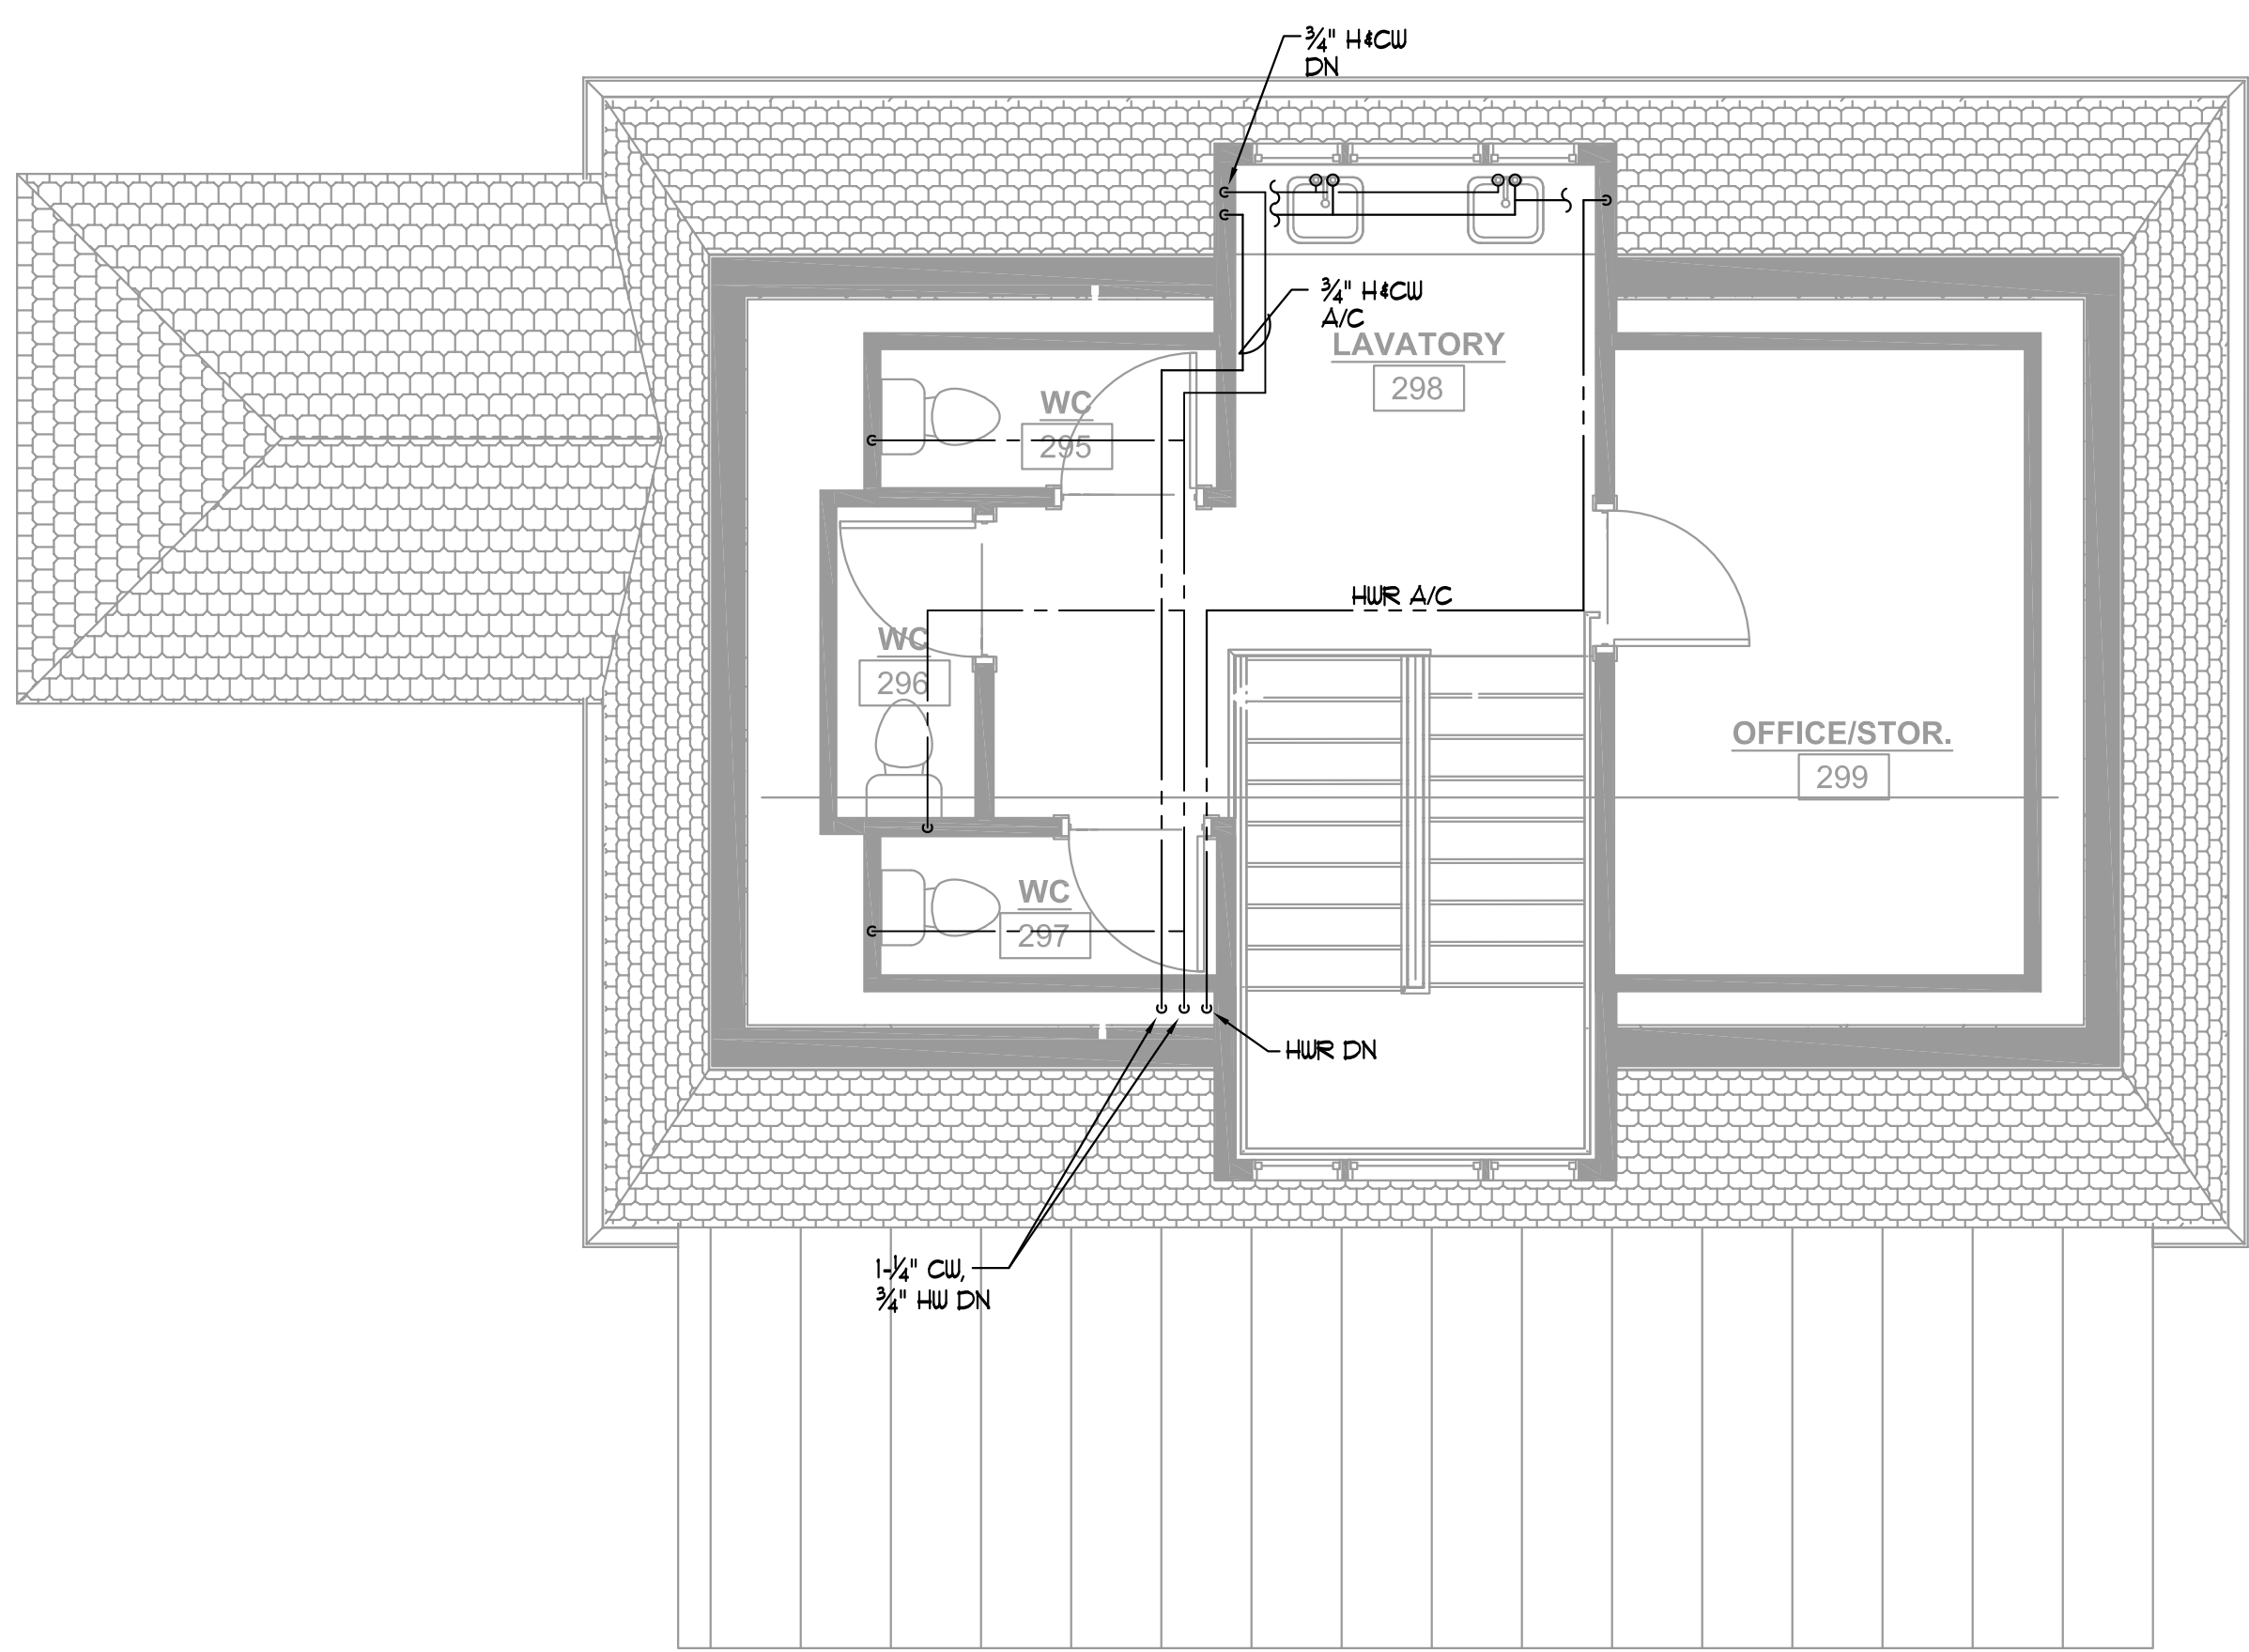 ¾" H&CW
DN
¾" H&CW
A/C
LAVATORY
298
WC
295
HWR A/C
WC
296
OFFICE/STOR.
299
WC
297
HWR DN
1-¼" CW,
¾" HW DN